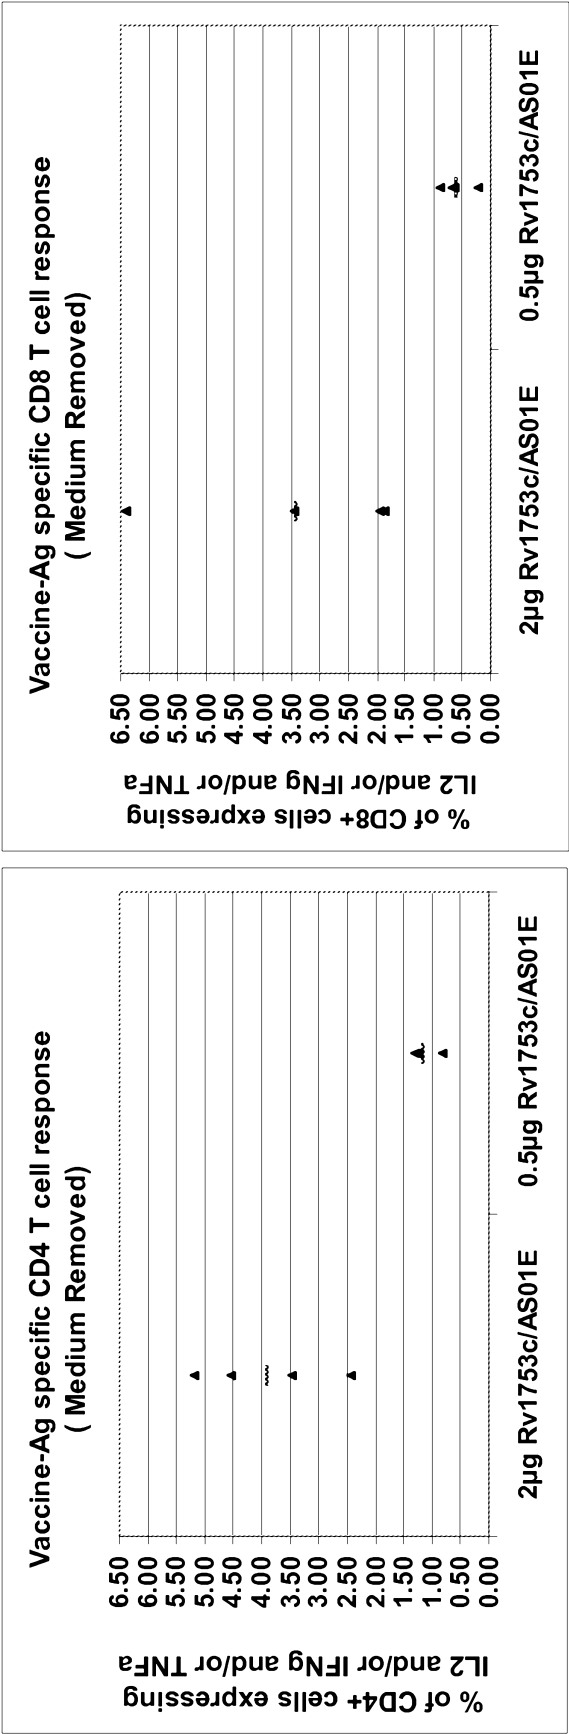 Vaccine-Ag specific CD4 T cell response
( Medium Removed)
% of CD4+ cells expressing
IL2 and/or IFNg and/or TNFa
6.50
6.00
5.50
5.00
4.50
4.00
3.50
3.00
2.50
2.00
1.50
1.00
0.50
0.00
2µg Rv1753c/AS01E
0.5µg Rv1753c/AS01E
Vaccine-Ag specific CD8 T cell response
( Medium Removed)
% of CD8+ cells expressing
IL2 and/or IFNg and/or TNFa
6.50
6.00
5.50
5.00
4.50
4.00
3.50
3.00
2.50
2.00
1.50
1.00
0.50
0.00
2µg Rv1753c/AS01E
0.5µg Rv1753c/AS01E